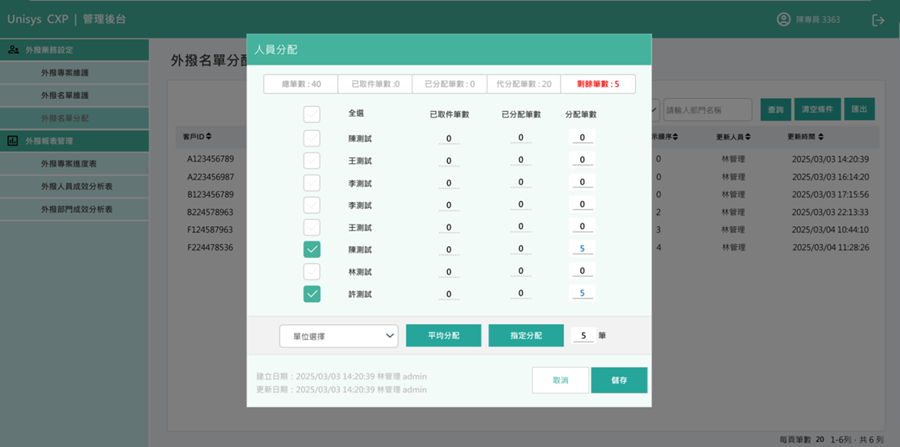 Unisys CXP | 管理後台
陳專員 3363
外撥業務設定
外撥專案維護
外撥名單維護
外撥名單分配
外撥報表管理
外撥專案進度表
外撥人員成效分析表
外撥部門成效分析表
外撥名單分配
請輸入部門名稱
查詢
清空條件
匯出
客戶ID
示順序
更新人員
更新時間
A123456789 0 林管理 2025/03/03 14:20:39
A223456987 0 林管理 2025/03/03 16:14:20
B123456789 0 林管理 2025/03/03 17:15:56
B224578963 2 林管理 2025/03/03 22:13:33
F124587963 3 林管理 2025/03/04 10:44:10
F224478536 4 林管理 2025/03/04 11:28:26
人員分配
總筆數 : 40
已取件筆數 :0
已分配筆數 : 0
代分配筆數 : 20
剩餘筆數 : 5
全選 已取件筆數 已分配筆數 分配筆數
陳測試 0 0 0
王測試 0 0 0
李測試 0 0 0
李測試 0 0 0
王測試 0 0 0
陳測試 0 0 5
林測試 0 0 0
許測試 0 0 5
單位選擇
平均分配
指定分配
5 筆
建立日期 : 2025/03/03 14:20:39 林管理 admin
更新日期 : 2025/03/03 14:20:39 林管理 admin
取消
儲存
每頁筆數 20 1-6列，共 6 列